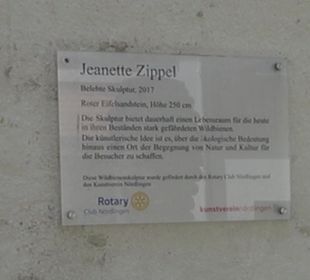 Jeanette Zippel
Belebte Skulptur, 2017
Roter Eifelsandstein, Höhe 250 cm
Die Skulptur bietet dauerhaft einen Lebensraum für die heute
in ihren Beständen stark gefährdeten Wildbienen.
Die künstlerische Idee ist es, über die ökologische Bedeutung
hinaus einen Ort der Begegnung von Natur und Kultur für
die Besucher zu schaffen.
Diese Wildbienenskulptur wurde gefördert durch den Rotary Club Nördlingen und
den Kunstverein Nördlingen
Rotary
Club Nördlingen
kunstvereinnördlingen